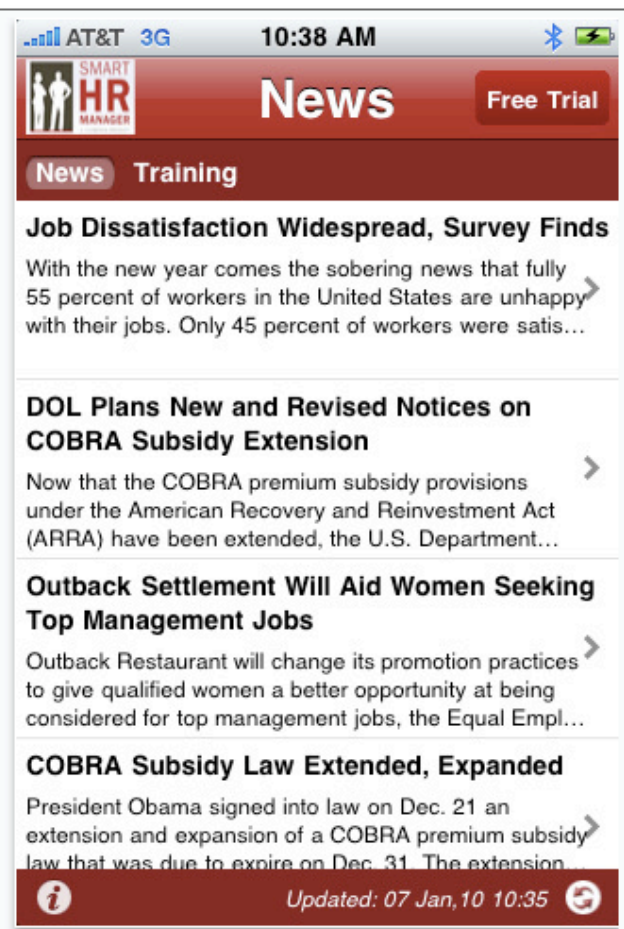 AT&T 3G 10:38 AM
SMART
HR
MANAGER
News
Free Trial
News Training
Job Dissatisfaction Widespread, Survey Finds
With the new year comes the sobering news that fully
55 percent of workers in the United States are unhappy
with their jobs. Only 45 percent of workers were satis...
DOL Plans New and Revised Notices on
COBRA Subsidy Extension
Now that the COBRA premium subsidy provisions
under the American Recovery and Reinvestment Act
(ARRA) have been extended, the U.S. Department...
Outback Settlement Will Aid Women Seeking
Top Management Jobs
Outback Restaurant will change its promotion practices
to give qualified women a better opportunity at being
considered for top management jobs, the Equal Empl...
COBRA Subsidy Law Extended, Expanded
President Obama signed into law on Dec. 21 an
extension and expansion of a COBRA premium subsidy
law that was due to expire on Dec. 31. The extension...
i
Updated: 07 Jan,10 10:35